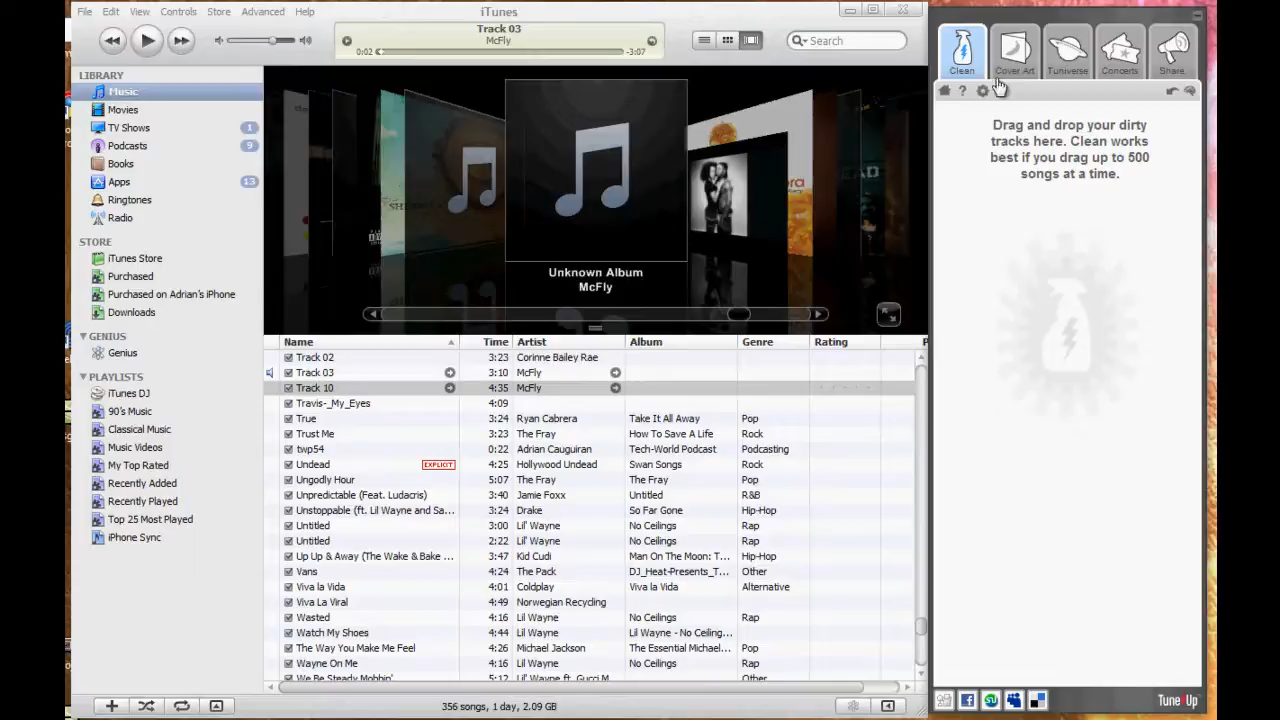 File Edit View Controls Store Advanced Help
iTunes
Track 03
McFly
0:02
-3:07
Search
LIBRARY
Music
Movies
TV Shows 1
Podcasts 9
Books
Apps 13
Ringtones
Radio
STORE
iTunes Store
Purchased
Purchased on Adrian's iPhone
Downloads
GENIUS
Genius
PLAYLISTS
iTunes DJ
90's Music
Classical Music
Music Videos
My Top Rated
Recently Added
Recently Played
Top 25 Most Played
iPhone Sync
Unknown Album
McFly
Name Time Artist Album Genre Rating
Track 02 3:23 Corinne Bailey Rae
Track 03 3:10 McFly
Track 10 4:35 McFly
Travis-_My_Eyes 4:09
True 3:24 Ryan Cabrera Take It All Away Pop
Trust Me 3:23 The Fray How To Save A Life Rock
twp54 0:22 Adrian Cauguiran Tech-World Podcast Podcasting
Undead EXPLICIT 4:25 Hollywood Undead Swan Songs Rock
Ungodly Hour 5:07 The Fray The Fray Pop
Unpredictable (Feat. Ludacris) 3:40 Jamie Foxx Untitled R&B
Unstoppable (ft. Lil Wayne and Sa... 3:24 Drake So Far Gone Hip-Hop
Untitled 3:00 Lil' Wayne No Ceilings Rap
Untitled 2:22 Lil' Wayne No Ceilings Rap
Up Up & Away (The Wake & Bake ... 3:47 Kid Cudi Man On The Moon: T... Hip-Hop
Vans 4:24 The Pack DJ_Heat-Presents_T... Other
Viva la Vida 4:01 Coldplay Viva la Vida Alternative
Viva La Viral 4:49 Norwegian Recycling
Wasted 4:16 Lil Wayne No Ceilings Rap
Watch My Shoes 4:44 Lil Wayne Lil Wayne - No Ceiling...
The Way You Make Me Feel 4:26 Michael Jackson The Essential Michael... Pop
Wayne On Me 4:16 Lil Wayne No Ceilings Rap
We Be Steady Mobbin' 5:12 Lil Wayne ft. Gucci M...
356 songs, 1 day, 2.09 GB
Clean Cover Art Tuniverse Concerts Share
Drag and drop your dirty
tracks here. Clean works
best if you drag up to 500
songs at a time.
TuneUp